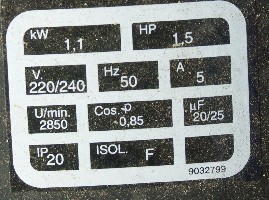 kW 1,1 HP 1,5
V. 220/240 Hz 50 A 5
U/min. 2850 Cos.-p 0,85 µF 20/25
IP 20 ISOL. F
9032799